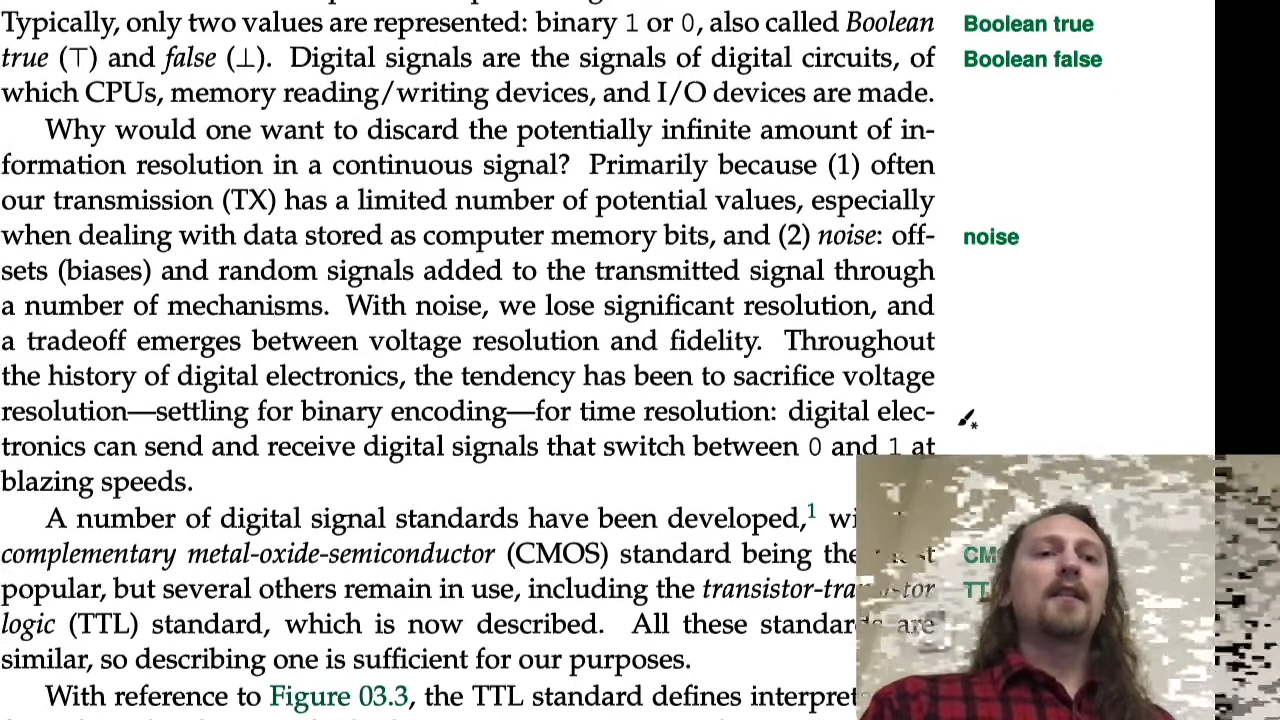 Typically, only two values are represented: binary 1 or 0, also called Boolean
true (⊤) and false (⊥). Digital signals are the signals of digital circuits, of
which CPUs, memory reading/writing devices, and I/O devices are made.
Why would one want to discard the potentially infinite amount of in-
formation resolution in a continuous signal? Primarily because (1) often
our transmission (TX) has a limited number of potential values, especially
when dealing with data stored as computer memory bits, and (2) noise: off-
sets (biases) and random signals added to the transmitted signal through
a number of mechanisms. With noise, we lose significant resolution, and
a tradeoff emerges between voltage resolution and fidelity. Throughout
the history of digital electronics, the tendency has been to sacrifice voltage
resolution—settling for binary encoding—for time resolution: digital elec-
tronics can send and receive digital signals that switch between 0 and 1 at
blazing speeds.
A number of digital signal standards have been developed,¹
complementary metal-oxide-semiconductor (CMOS) standard being the
popular, but several others remain in use, including the
logic (TTL) standard, which is now described. All these are
similar, so describing one is sufficient for our purposes.
With reference to Figure 03.3, the TTL standard defines
Boolean true
Boolean false
noise